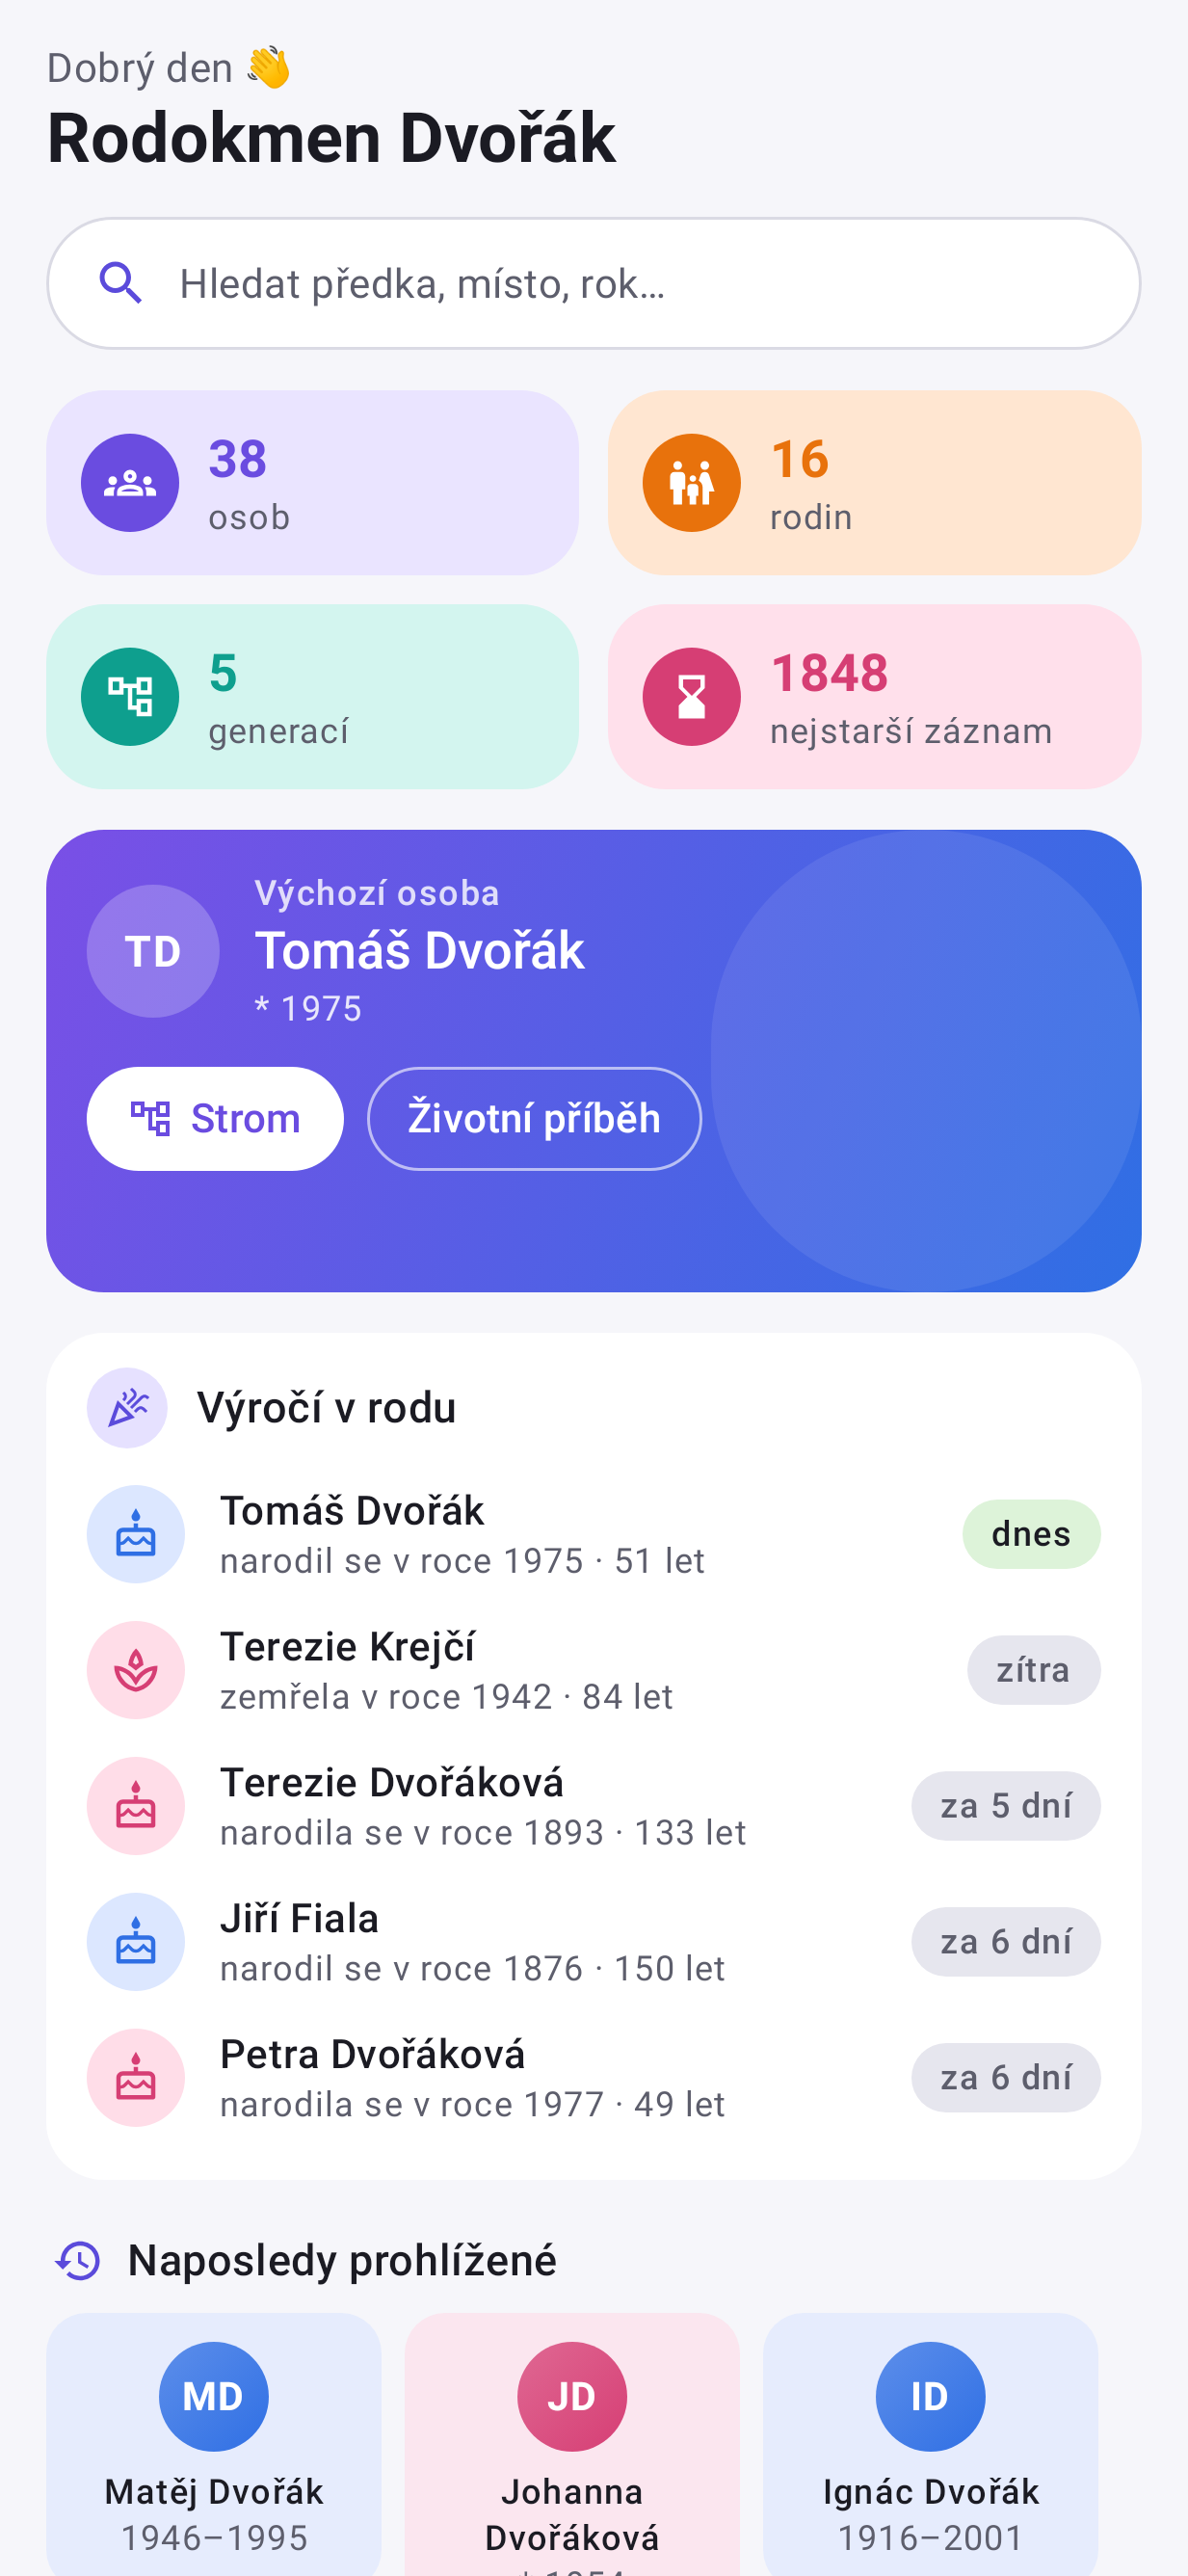 Dobrý den 👋
Rodokmen Dvořák
Hledat předka, místo, rok…
38
osob
16
rodin
5
generací
1848
nejstarší záznam
Výchozí osoba
TD
Tomáš Dvořák
* 1975
Strom
Životní příběh
Výročí v rodu
Tomáš Dvořák
narodil se v roce 1975 · 51 let
dnes
Terezie Krejčí
zemřela v roce 1942 · 84 let
zítra
Terezie Dvořáková
narodila se v roce 1893 · 133 let
za 5 dní
Jiří Fiala
narodil se v roce 1876 · 150 let
za 6 dní
Petra Dvořáková
narodila se v roce 1977 · 49 let
za 6 dní
Naposledy prohlížené
MD
Matěj Dvořák
1946–1995
JD
Johanna
Dvořáková
ID
Ignác Dvořák
1916–2001